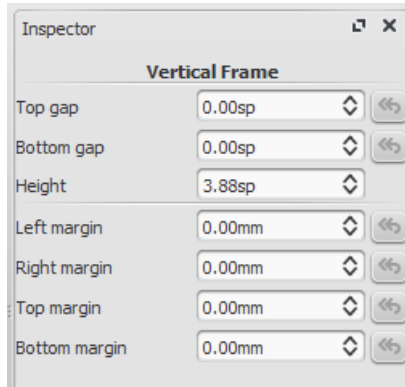 Inspector
Vertical Frame
Top gap 0.00sp
Bottom gap 0.00sp
Height 3.88sp
Left margin 0.00mm
Right margin 0.00mm
Top margin 0.00mm
Bottom margin 0.00mm